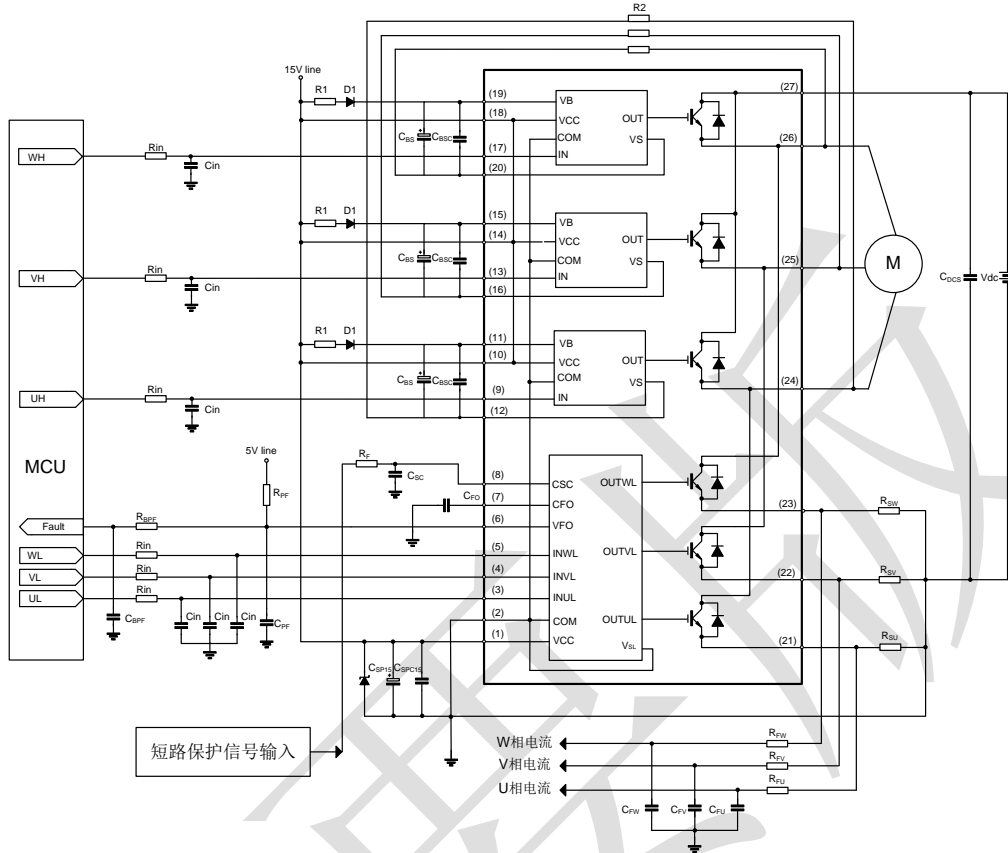 R2
15V line
R1 D1
(19) VB
(27)
(18) VCC
OUT
CBS CBSC
COM
VS
(26)
WH
Rin
Cin
(17) IN
(20)
R1 D1
(15) VB
(14) VCC
OUT
CBS CBSC
COM
VS
(25)
M
CDCS Vdc
VH
Rin
Cin
(13) IN
(16)
R1 D1
(11) VB
(10) VCC
OUT
CBS CBSC
COM
VS
(24)
UH
Rin
Cin
(9) IN
(12)
MCU
5V line
RF
CSC
(8) CSC
OUTWL
RPF
CFO
(7) CFO
Fault
RBPF
(6) VFO
(23)
RSW
WL
Rin
(5) INWL
OUTVL
VL
Rin
(4) INVL
(22)
RSV
UL
Rin
(3) INUL
CBPF
Cin Cin Cin
CPF
(2) COM
OUTUL
(1) VCC
VSL
(21)
RSU
CSP15 CSPC15
短路保护信号输入
W相电流
RFW
V相电流
RFV
U相电流
RFU
CFW CFV CFU